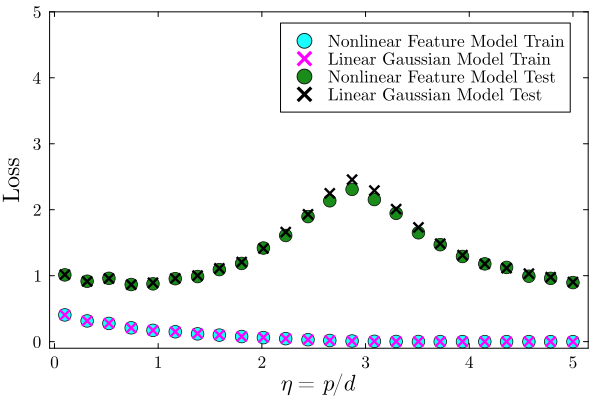 5
4
3
2
1
0
Loss
Nonlinear Feature Model Train
Linear Gaussian Model Train
Nonlinear Feature Model Test
Linear Gaussian Model Test
0 1 2 3 4 5
η = p/d